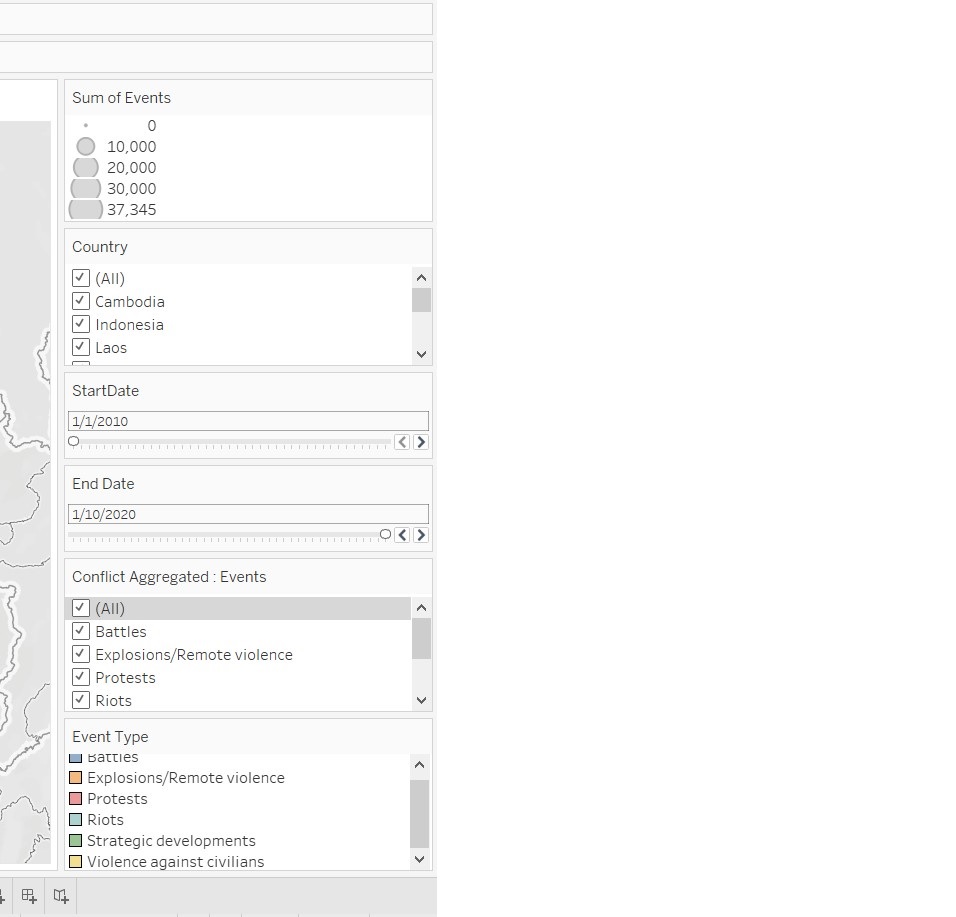 Sum of Events
0
10,000
20,000
30,000
37,345
Country
(All)
Cambodia
Indonesia
Laos
StartDate
1/1/2010
End Date
1/10/2020
Conflict Aggregated : Events
(All)
Battles
Explosions/Remote violence
Protests
Riots
Event Type
Battles
Explosions/Remote violence
Protests
Riots
Strategic developments
Violence against civilians